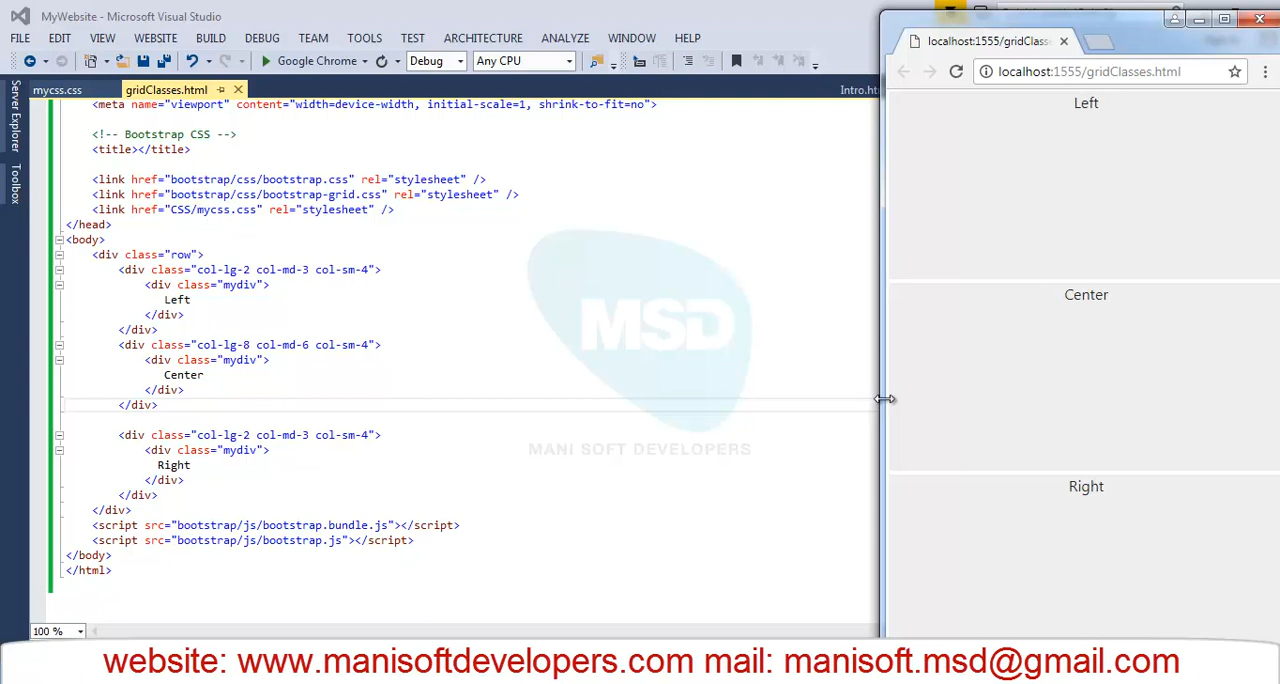 MyWebsite - Microsoft Visual Studio
FILE EDIT VIEW WEBSITE BUILD DEBUG TEAM TOOLS TEST ARCHITECTURE ANALYZE WINDOW HELP
Google Chrome Debug Any CPU
mycss.css gridClasses.html Intro.ht
Server Explorer
Toolbox
<meta name="viewport" content="width=device-width, initial-scale=1, shrink-to-fit=no">
<!-- Bootstrap CSS -->
<title></title>
<link href="bootstrap/css/bootstrap.css" rel="stylesheet" />
<link href="bootstrap/css/bootstrap-grid.css" rel="stylesheet" />
<link href="CSS/mycss.css" rel="stylesheet" />
</head>
<body>
<div class="row">
<div class="col-lg-2 col-md-3 col-sm-4">
<div class="mydiv">
Left
</div>
</div>
<div class="col-lg-8 col-md-6 col-sm-4">
<div class="mydiv">
Center
</div>
</div>
<div class="col-lg-2 col-md-3 col-sm-4">
<div class="mydiv">
Right
</div>
</div>
</div>
<script src="bootstrap/js/bootstrap.bundle.js"></script>
<script src="bootstrap/js/bootstrap.js"></script>
</body>
</html>
100 %
MSD
MANI SOFT DEVELOPERS
localhost:1555/gridClasse
localhost:1555/gridClasses.html
Left
Center
Right
website: www.manisoftdevelopers.com mail: manisoft.msd@gmail.com